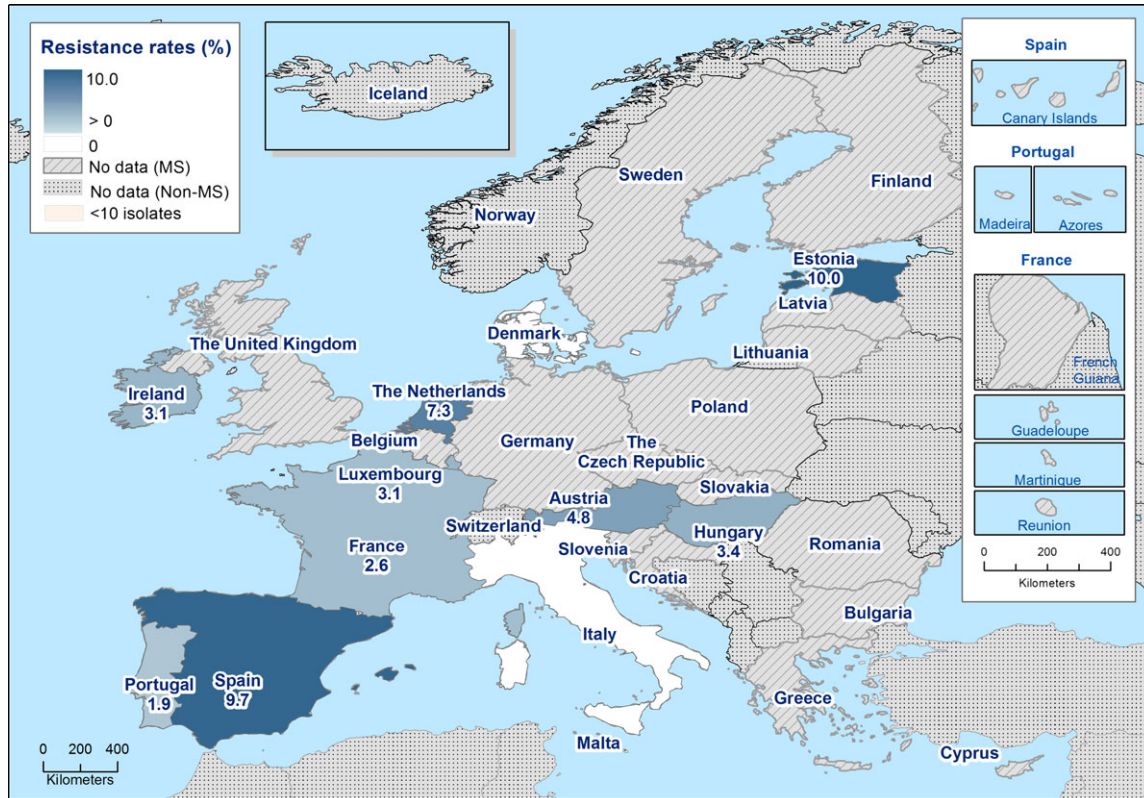 Resistance rates (%)
10.0
> 0
0
No data (MS)
No data (Non-MS)
<10 isolates
Iceland
Spain
Canary Islands
Portugal
Madeira
Azores
France
French
Guiana
Guadeloupe
Martinique
Reunion
0 200 400
Kilometers
Sweden
Finland
Norway
Estonia
10.0
Latvia
Denmark
Lithuania
The United Kingdom
Ireland
3.1
The Netherlands
7.3
Poland
Belgium
Germany
The
Czech Republic
Luxembourg
3.1
Slovakia
Austria
4.8
Switzerland
Hungary
3.4
France
2.6
Slovenia
Romania
Croatia
Bulgaria
Italy
Portugal
1.9
Spain
9.7
Greece
Malta
Cyprus
0 200 400
Kilometers